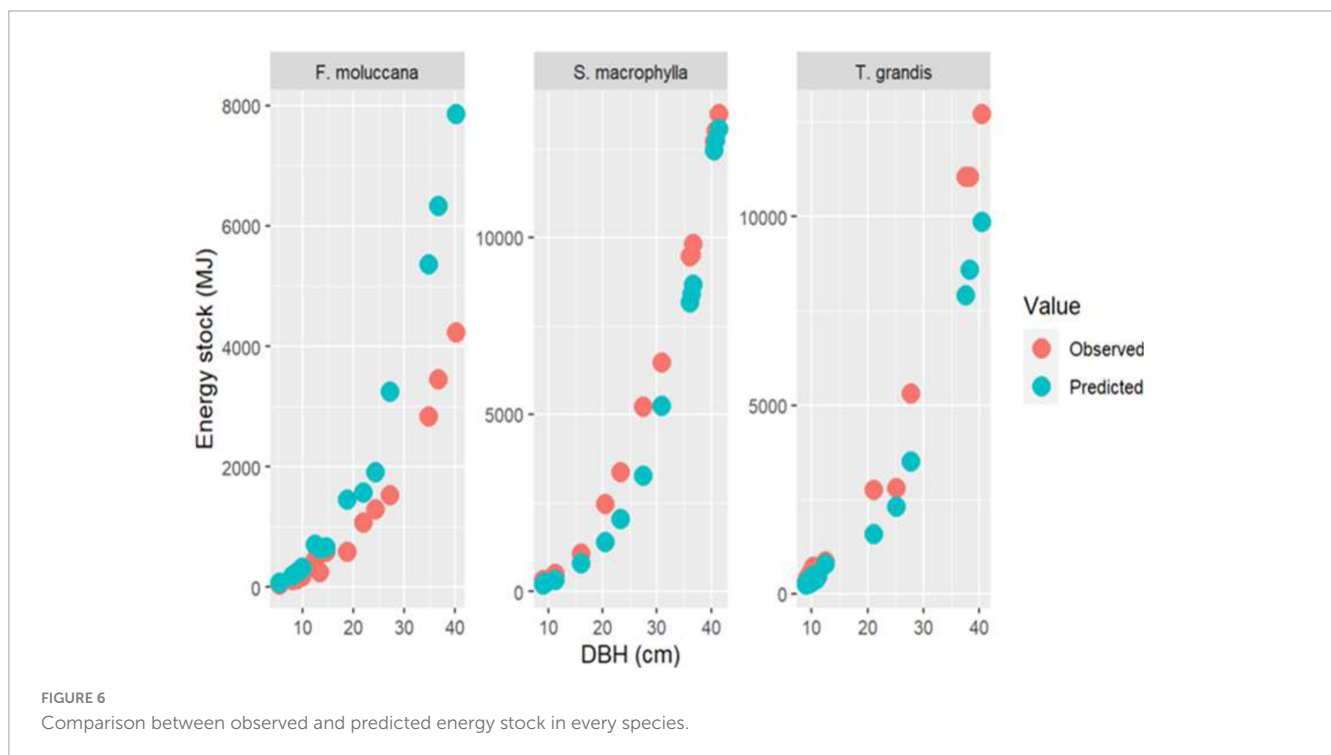 F. moluccana
S. macrophylla
T. grandis
Energy stock (MJ)
8000
6000
4000
2000
0
10000
5000
0
10000
5000
0
10 20 30 40
10 20 30 40
10 20 30 40
DBH (cm)
Value
Observed
Predicted
FIGURE 6
Comparison between observed and predicted energy stock in every species.